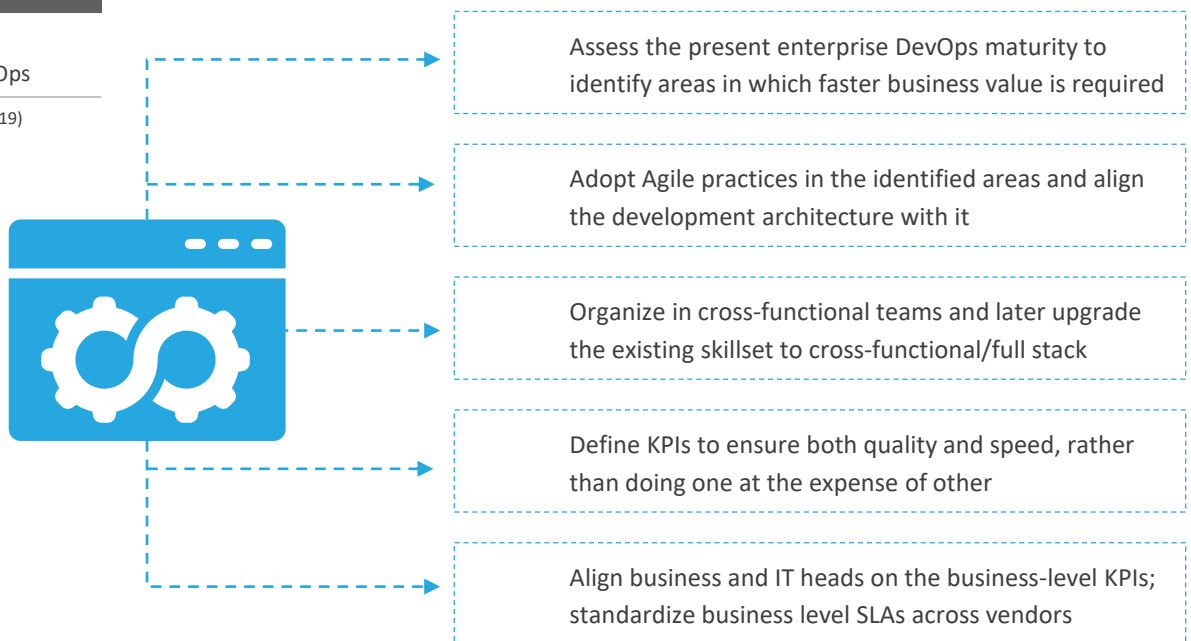 Ops
19)
Assess the present enterprise DevOps maturity to
identify areas in which faster business value is required
Adopt Agile practices in the identified areas and align
the development architecture with it
Organize in cross-functional teams and later upgrade
the existing skillset to cross-functional/full stack
Define KPIs to ensure both quality and speed, rather
than doing one at the expense of other
Align business and IT heads on the business-level KPIs;
standardize business level SLAs across vendors